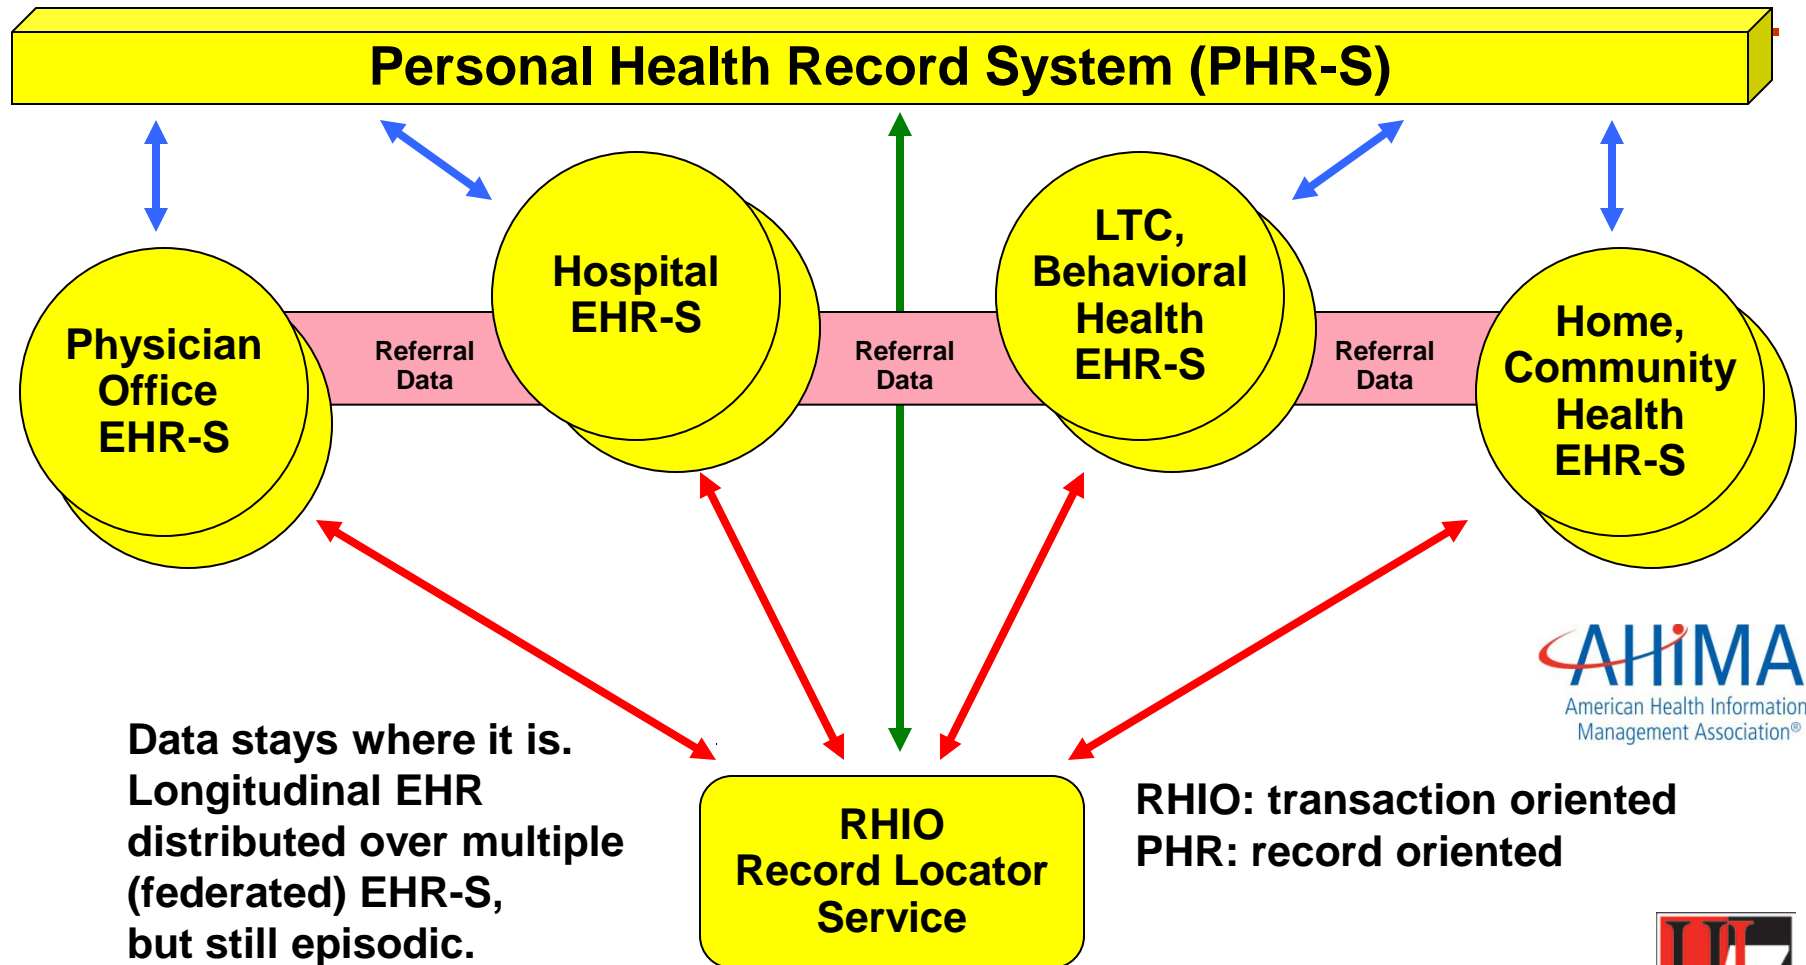 Personal Health Record System (PHR-S)
Physician
Office
EHR-S
Referral
Data
Hospital
EHR-S
Referral
Data
LTC,
Behavioral
Health
EHR-S
Referral
Data
Home,
Community
Health
EHR-S
AHIMA
American Health Information
Management Association®
Data stays where it is.
Longitudinal EHR
distributed over multiple
(federated) EHR-S,
but still episodic.
RHIO
Record Locator
Service
RHIO: transaction oriented
PHR: record oriented